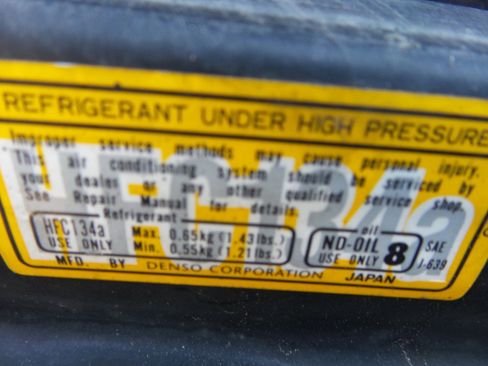 REFRIGERANT UNDER HIGH PRESSURE
HFC134a
Improper service methods may cause personal injury.
This air conditioning system should be serviced by
your dealer or any other qualified service shop.
See Repair Manual for details.
Refrigerant
HFC134a
USE ONLY
Max. 0.65kg (1.43lbs.)
Min. 0.55kg (1.21lbs.)
oil
ND-OIL 8
USE ONLY
SAE
J-639
MFD. BY DENSO CORPORATION JAPAN